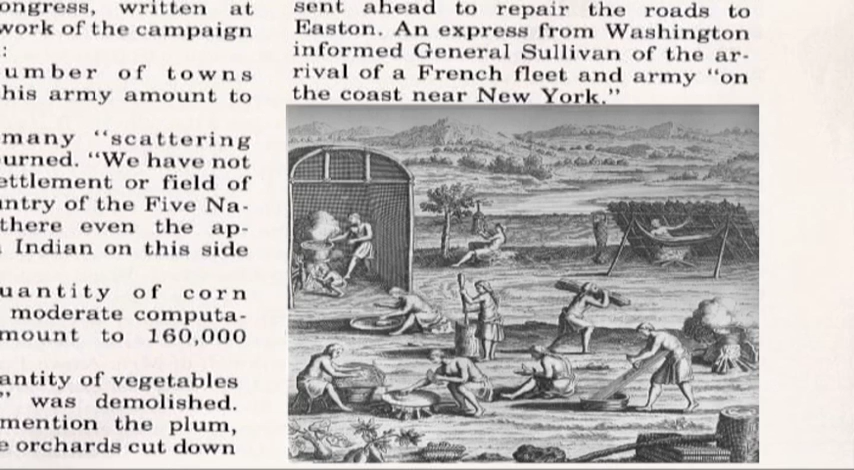 ongress, written at
work of the campaign
:
umber of towns
his army amount to
many "scattering
urned. "We have not
ettlement or field of
ntry of the Five Na-
there even the ap-
Indian on this side
uantity of corn
moderate computa-
mount to 160,000
antity of vegetables
" was demolished.
mention the plum,
e orchards cut down
sent ahead to repair the roads to
Easton. An express from Washington
informed General Sullivan of the ar-
rival of a French fleet and army "on
the coast near New York."